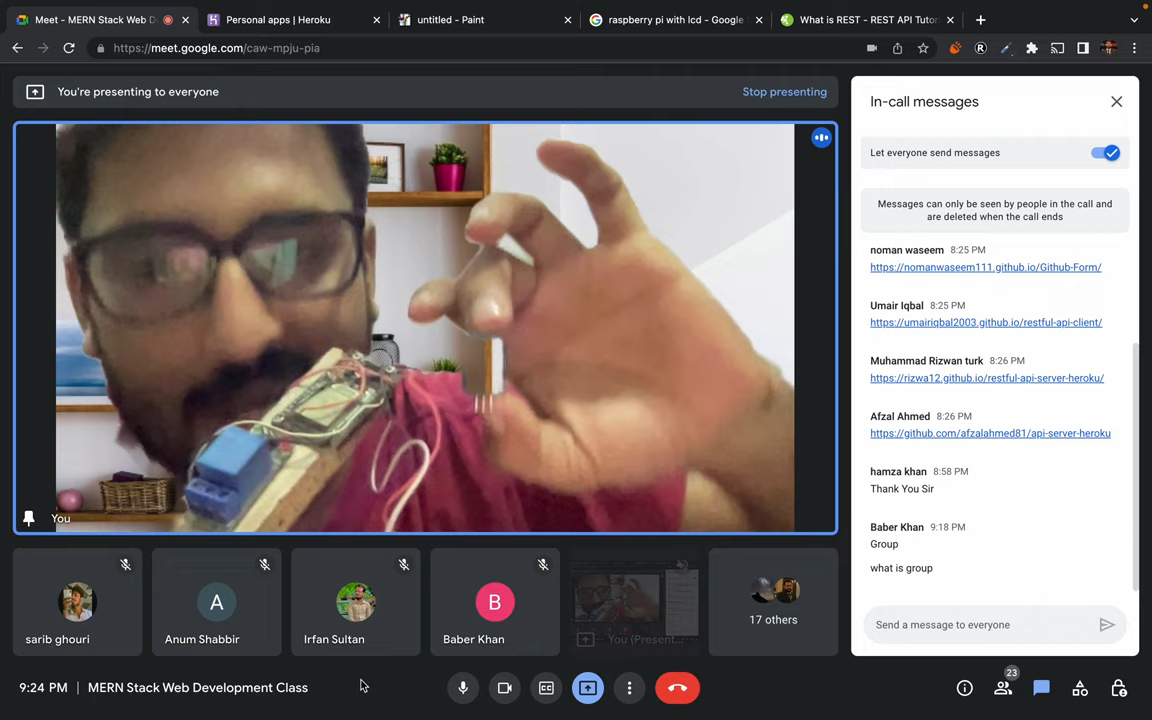 Meet - MERN Stack Web D
Personal apps | Heroku
untitled - Paint
raspberry pi with lcd - Google
What is REST - REST API Tutor
https://meet.google.com/caw-mpju-pia
You're presenting to everyone
Stop presenting
You
sarib ghouri
A
Anum Shabbir
Irfan Sultan
B
Baber Khan
You (Present...
17 others
In-call messages
Let everyone send messages
Messages can only be seen by people in the call and
are deleted when the call ends
noman waseem 8:25 PM
https://nomanwaseem111.github.io/Github-Form/
Umair Iqbal 8:25 PM
https://umairiqbal2003.github.io/restful-api-client/
Muhammad Rizwan turk 8:26 PM
https://rizwa12.github.io/restful-api-server-heroku/
Afzal Ahmed 8:26 PM
https://github.com/afzalahmed81/api-server-heroku
hamza khan 8:58 PM
Thank You Sir
Baber Khan 9:18 PM
Group
what is group
Send a message to everyone
9:24 PM | MERN Stack Web Development Class
23